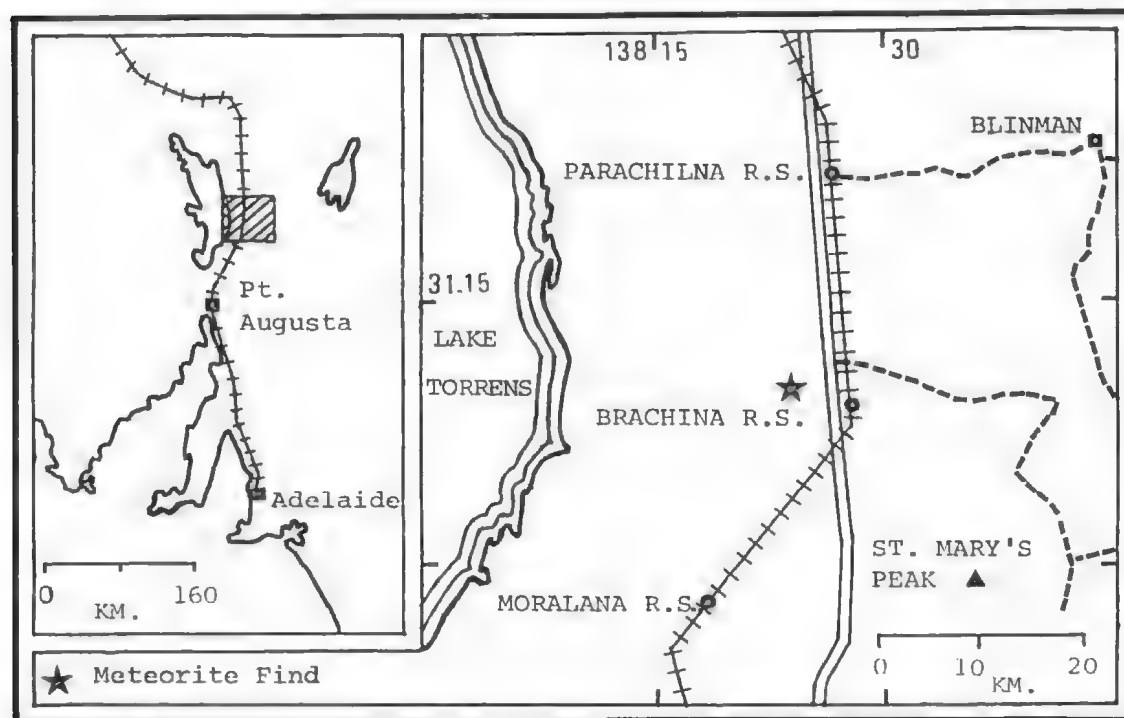 Pt.
Augusta
Adelaide
0 160
KM.
★ Meteorite Find
138 15 30
BLINMAN
PARACHILNA R.S.
31.15
LAKE
TORRENS
BRACHINA R.S.
ST. MARY'S
PEAK
MORALANA R.S.
0 10 20
KM.